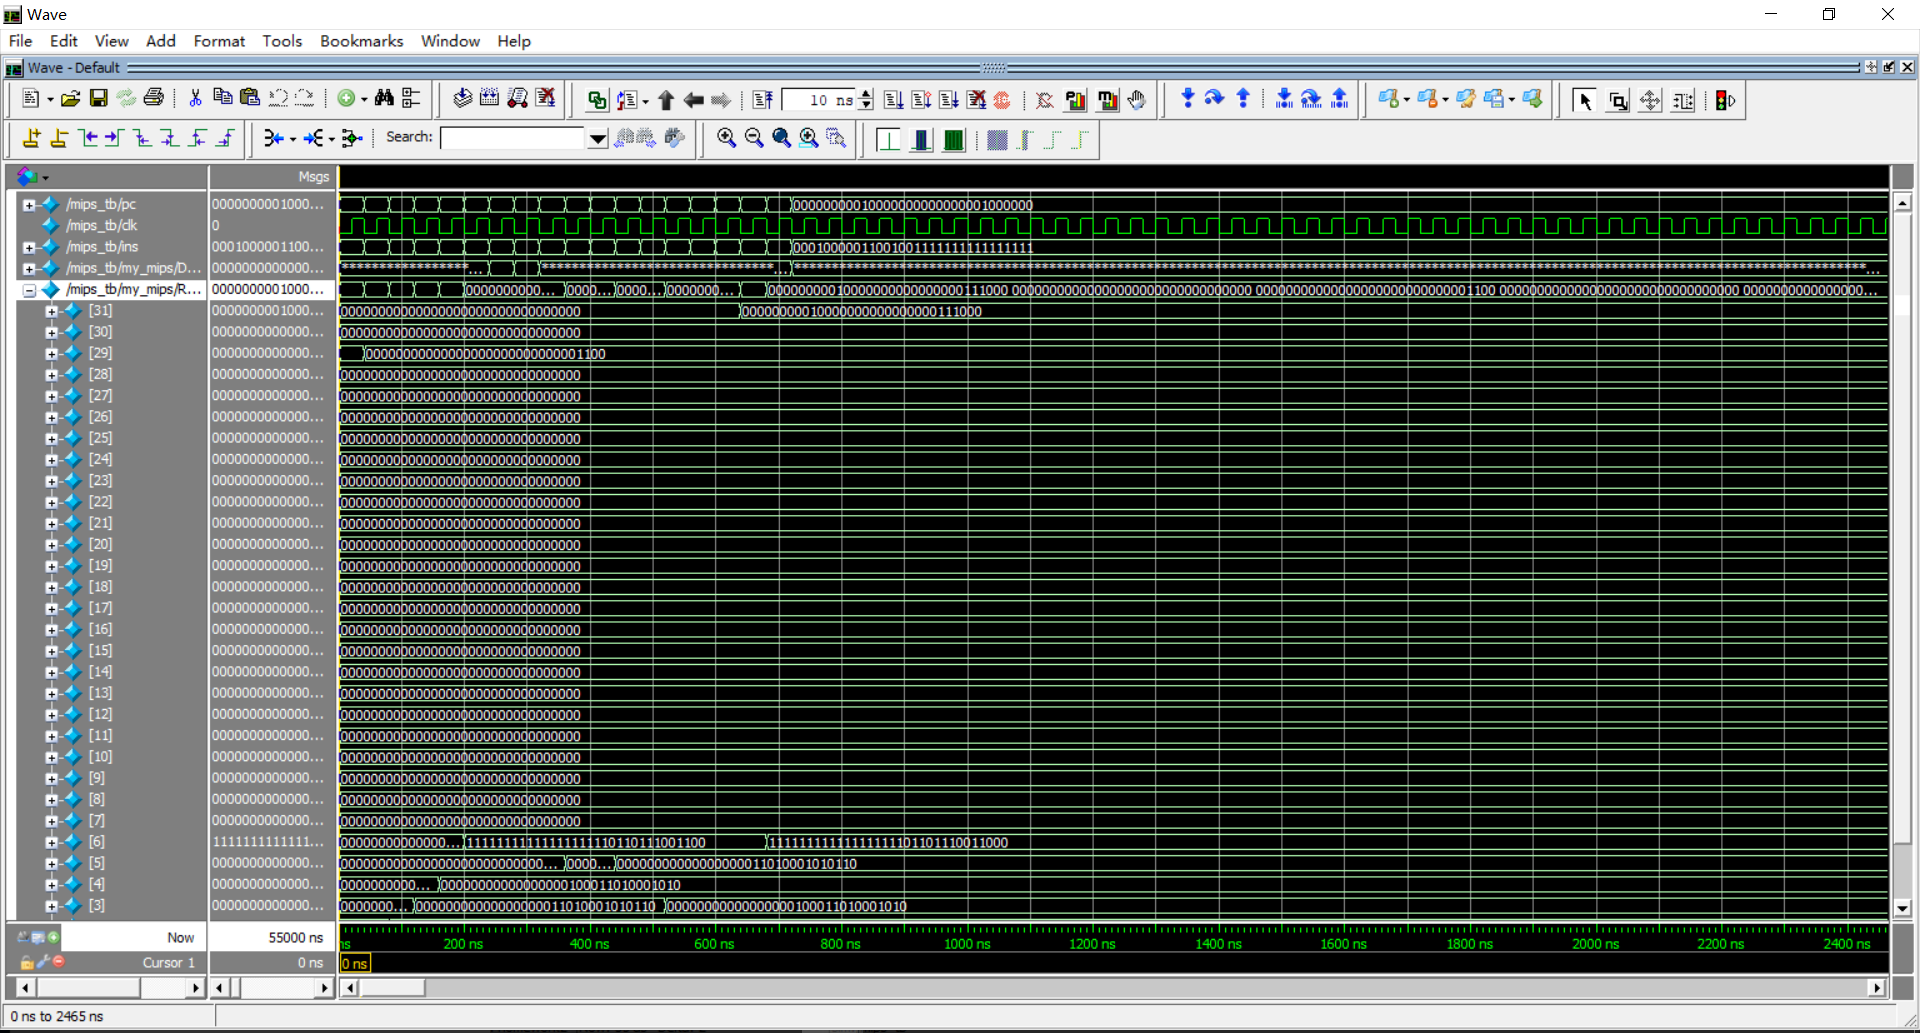 Wave
File Edit View Add Format Tools Bookmarks Window Help
Wave - Default
10 ns
Search:
Msgs
/mips_tb/pc 0000000001000... 00000000010000000000000001000000
/mips_tb/clk 0
/mips_tb/ins 0001000001100... 00010000011001001111111111111111
/mips_tb/my_mips/D... 0000000000000...
/mips_tb/my_mips/R... 0000000001000... 0000000000... 0000... 0000... 0000000... 00000000010000000000000000111000 00000000000000000000000000000000 00000000000000000000000000001100 00000000000000000000000000000000 0000000000000000...
[31] 0000000001000... 00000000000000000000000000000000 00000000010000000000000000111000
[30] 0000000000000... 00000000000000000000000000000000
[29] 0000000000000... 00000000000000000000000000001100
[28] 0000000000000... 00000000000000000000000000000000
[27] 0000000000000... 00000000000000000000000000000000
[26] 0000000000000... 00000000000000000000000000000000
[25] 0000000000000... 00000000000000000000000000000000
[24] 0000000000000... 00000000000000000000000000000000
[23] 0000000000000... 00000000000000000000000000000000
[22] 0000000000000... 00000000000000000000000000000000
[21] 0000000000000... 00000000000000000000000000000000
[20] 0000000000000... 00000000000000000000000000000000
[19] 0000000000000... 00000000000000000000000000000000
[18] 0000000000000... 00000000000000000000000000000000
[17] 0000000000000... 00000000000000000000000000000000
[16] 0000000000000... 00000000000000000000000000000000
[15] 0000000000000... 00000000000000000000000000000000
[14] 0000000000000... 00000000000000000000000000000000
[13] 0000000000000... 00000000000000000000000000000000
[12] 0000000000000... 00000000000000000000000000000000
[11] 0000000000000... 00000000000000000000000000000000
[10] 0000000000000... 00000000000000000000000000000000
[9] 0000000000000... 00000000000000000000000000000000
[8] 0000000000000... 00000000000000000000000000000000
[7] 0000000000000... 00000000000000000000000000000000
[6] 1111111111111... 00000000000000... 11111111111111111110110111001100 11111111111111111101101110011000
[5] 0000000000000... 000000000000000000000000000... 0000... 00000000000000000011010001010110
[4] 0000000000000... 0000000000... 00000000000000000100011010001010
[3] 0000000000000... 0000000... 00000000000000000011010001010110 00000000000000000100011010001010
Now 55000 ns
ns 200 ns 400 ns 600 ns 800 ns 1000 ns 1200 ns 1400 ns 1600 ns 1800 ns 2000 ns 2200 ns 2400 ns
Cursor 1 0 ns 0 ns
0 ns to 2465 ns